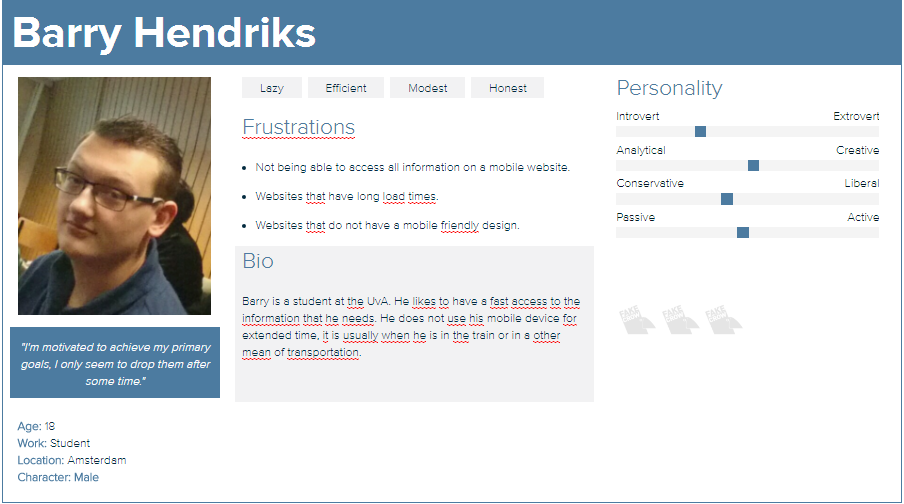 Barry Hendriks
"I'm motivated to achieve my primary
goals, I only seem to drop them after
some time."
Age: 18
Work: Student
Location: Amsterdam
Character: Male
Lazy Efficient Modest Honest
Frustrations
• Not being able to access all information on a mobile website.
• Websites that have long load times.
• Websites that do not have a mobile friendly design.
Bio
Barry is a student at the UvA. He likes to have a fast access to the
information that he needs. He does not use his mobile device for
extended time, it is usually when he is in the train or in a other
mean of transportation.
Personality
Introvert Extrovert
Analytical Creative
Conservative Liberal
Passive Active